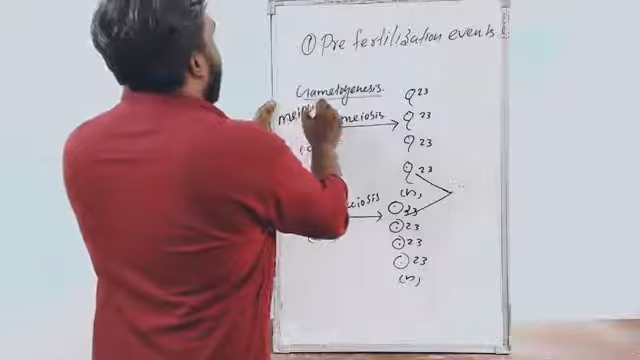 ① Pre fertilization events
Gametogenesis
meiosis
23
23
23
23
(n)
23
23
23
23
(n)